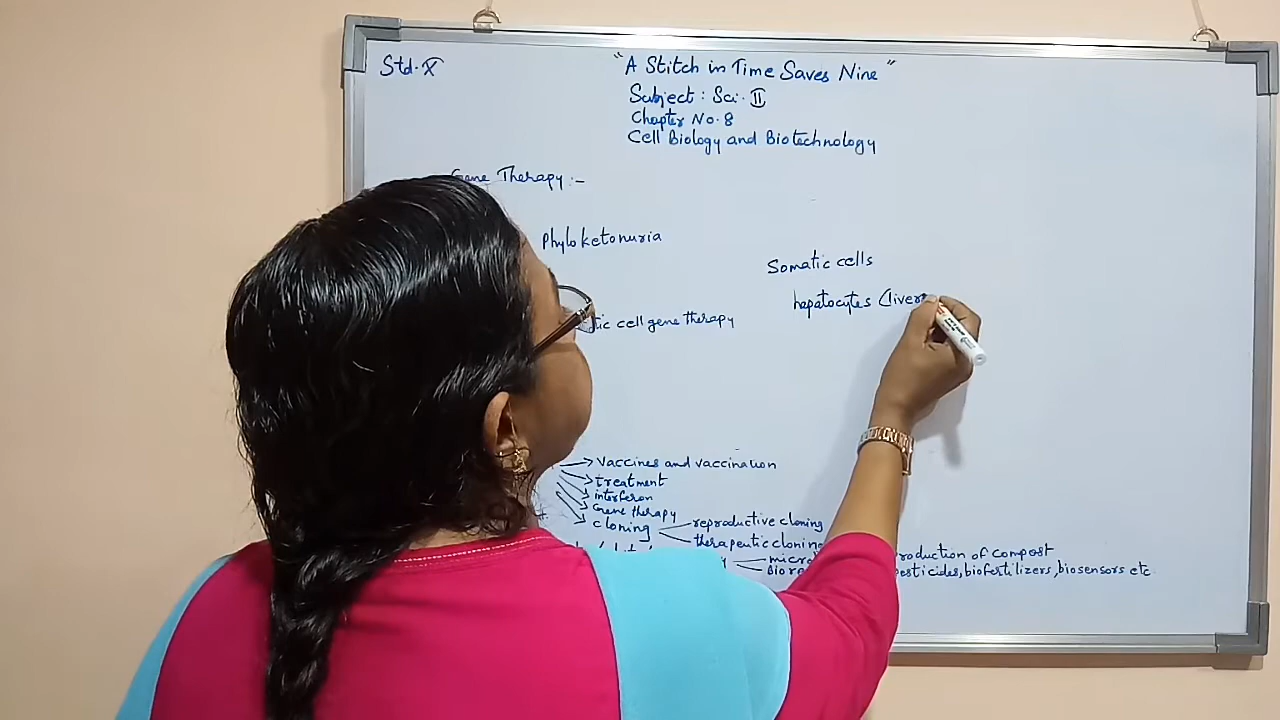 Std. X
"A Stitch in Time Saves Nine"
Subject : Sci. II
Chapter No. 8
Cell Biology and Biotechnology
Gene Therapy :-
Phyloketonuria
Somatic cells
hepatocytes (liver
cell gene therapy
Vaccines and vaccination
treatment
interferon
Gene therapy
cloning
reproductive cloning
therapeutic cloning
production of compost
pesticides, biofertilizers, biosensors etc